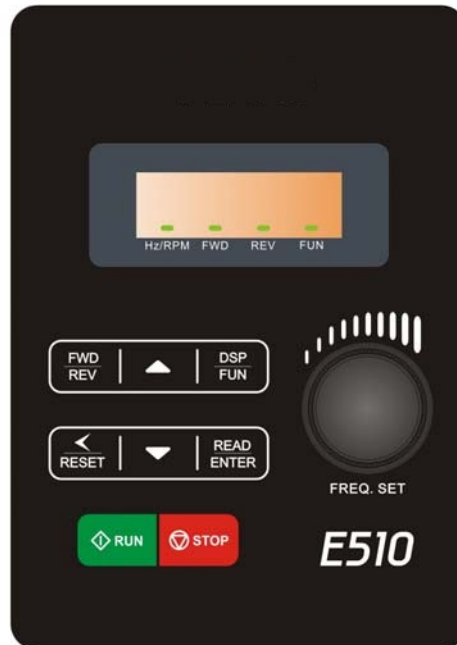 Hz/RPM FWD REV FUN
FWD
REV
DSP
FUN
<
RESET
READ
ENTER
FREQ. SET
RUN
STOP
E510